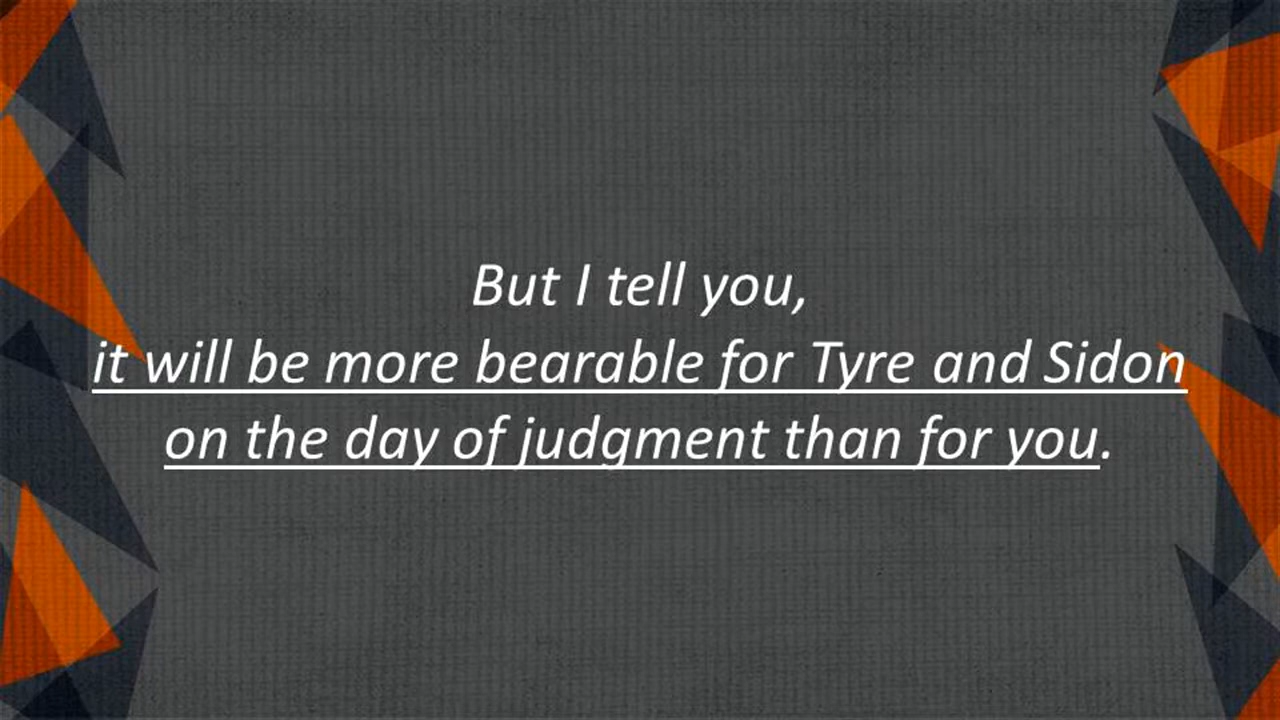 But I tell you,
it will be more bearable for Tyre and Sidon
on the day of judgment than for you.